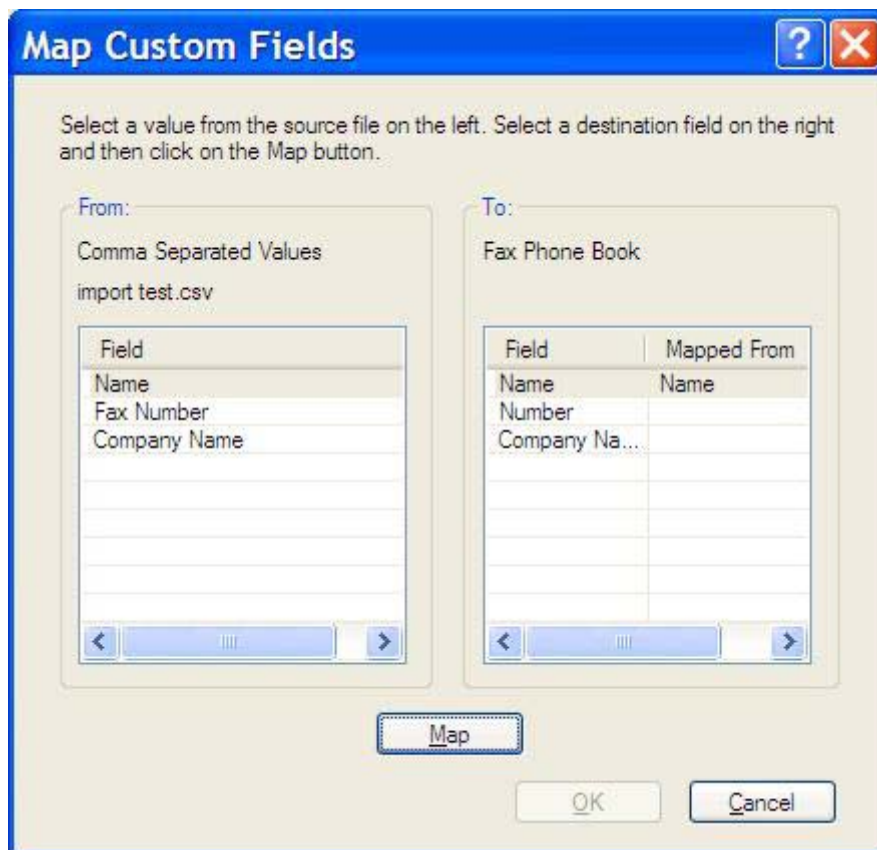 Map Custom Fields
Select a value from the source file on the left. Select a destination field on the right
and then click on the Map button.
From:
Comma Separated Values
import test.csv
Field
Name
Fax Number
Company Name
To:
Fax Phone Book
Field Mapped From
Name Name
Number
Company Na...
Map
OK Cancel